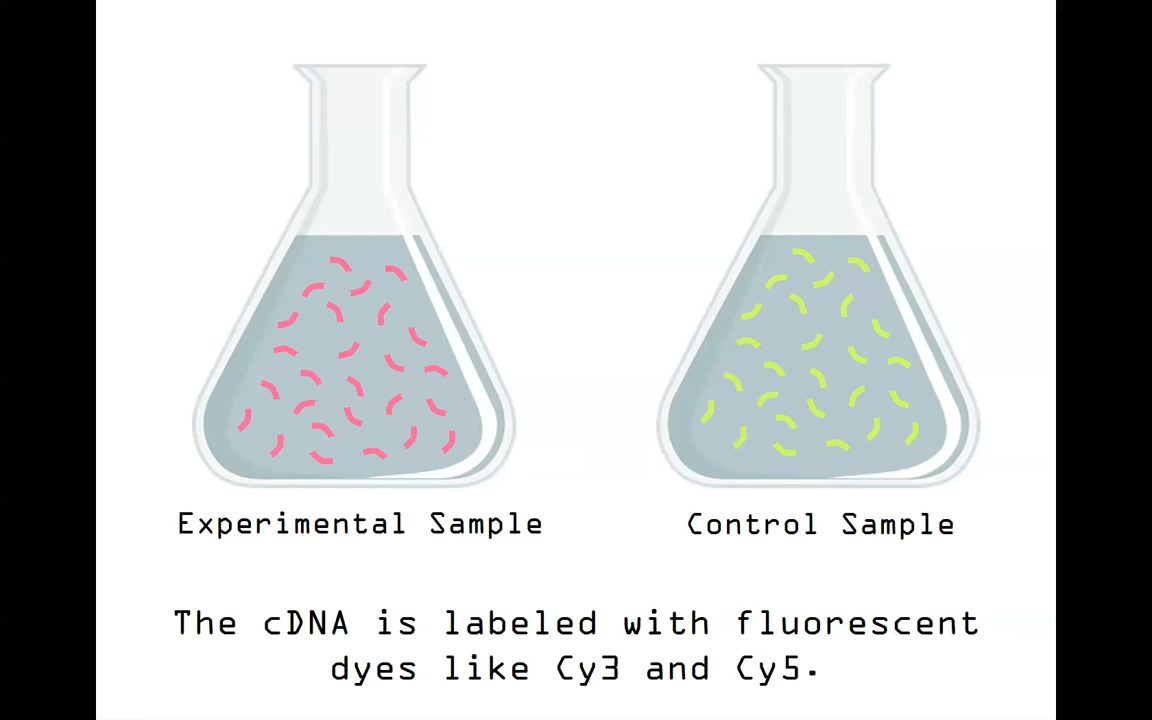 Experimental Sample
Control Sample
The cDNA is labeled with fluorescent
dyes like Cy3 and Cy5.